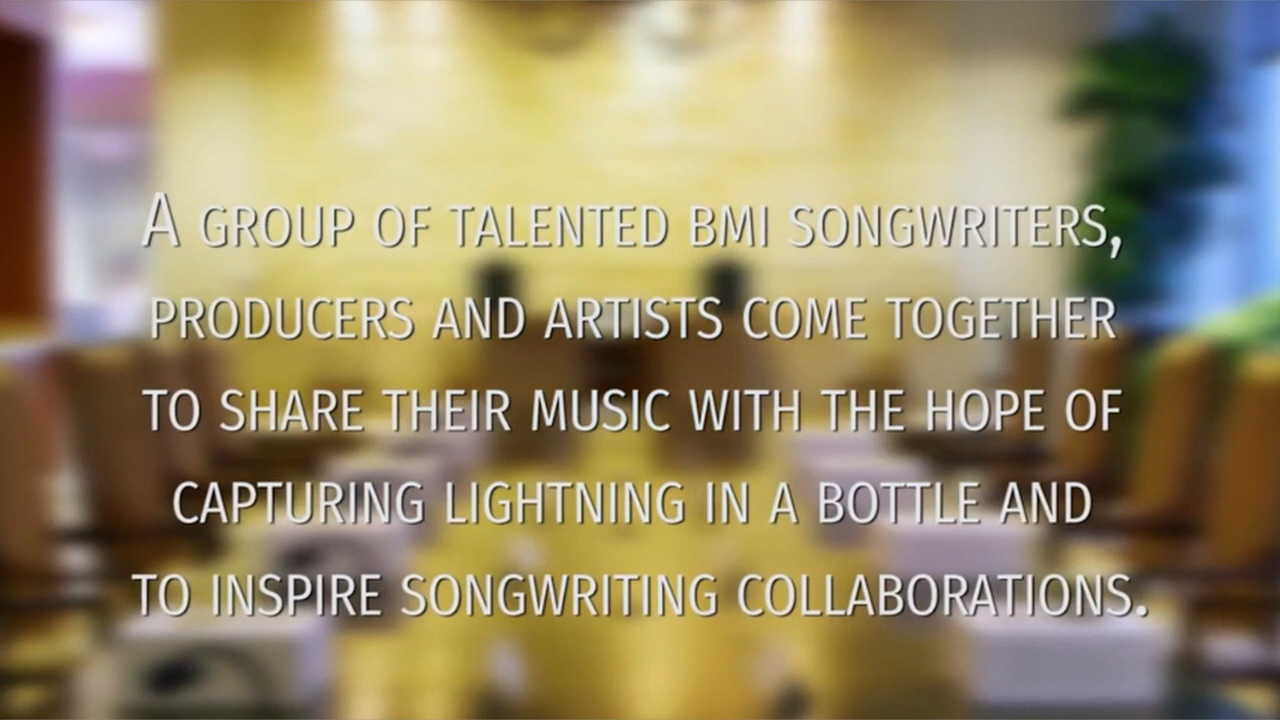 A GROUP OF TALENTED BMI SONGWRITERS,
PRODUCERS AND ARTISTS COME TOGETHER
TO SHARE THEIR MUSIC WITH THE HOPE OF
CAPTURING LIGHTNING IN A BOTTLE AND
TO INSPIRE SONGWRITING COLLABORATIONS.